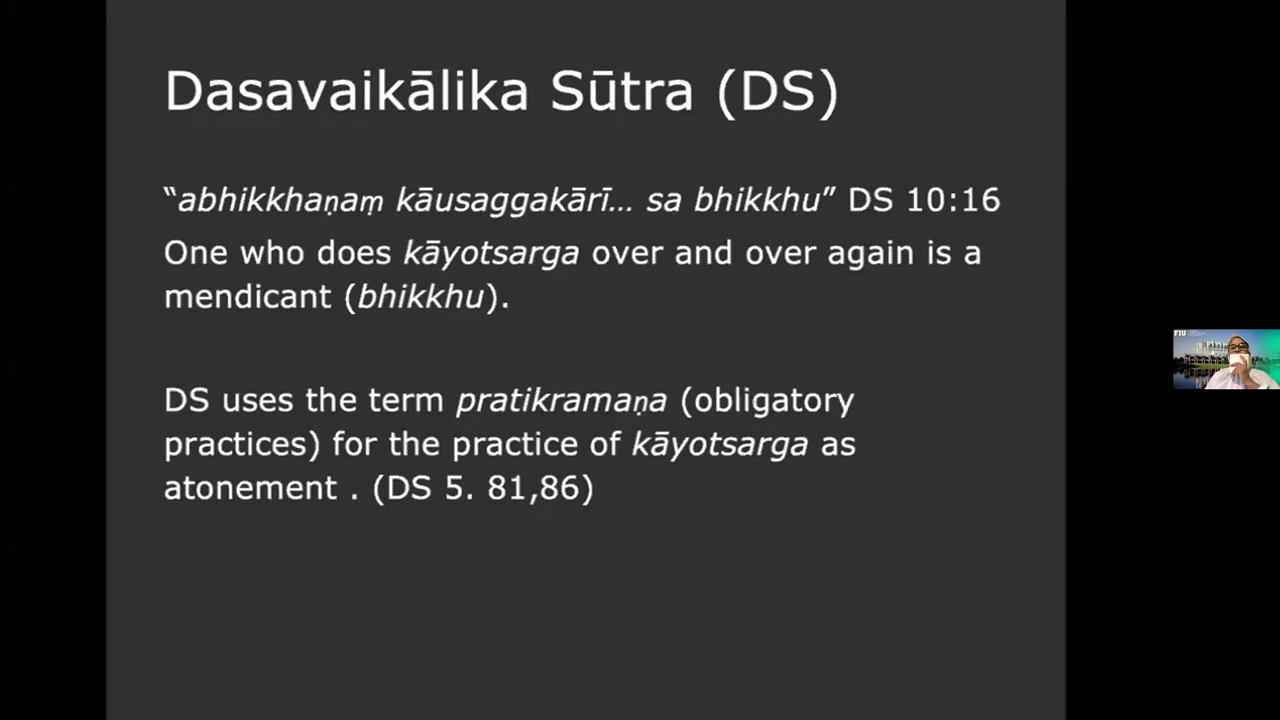 Dasavaikālika Sūtra (DS)
“abhikkhaṇaṃ kāusaggakārī... sa bhikkhu” DS 10:16
One who does kāyotsarga over and over again is a
mendicant (bhikkhu).
DS uses the term pratikramaṇa (obligatory
practices) for the practice of kāyotsarga as
atonement . (DS 5. 81,86)
FIU